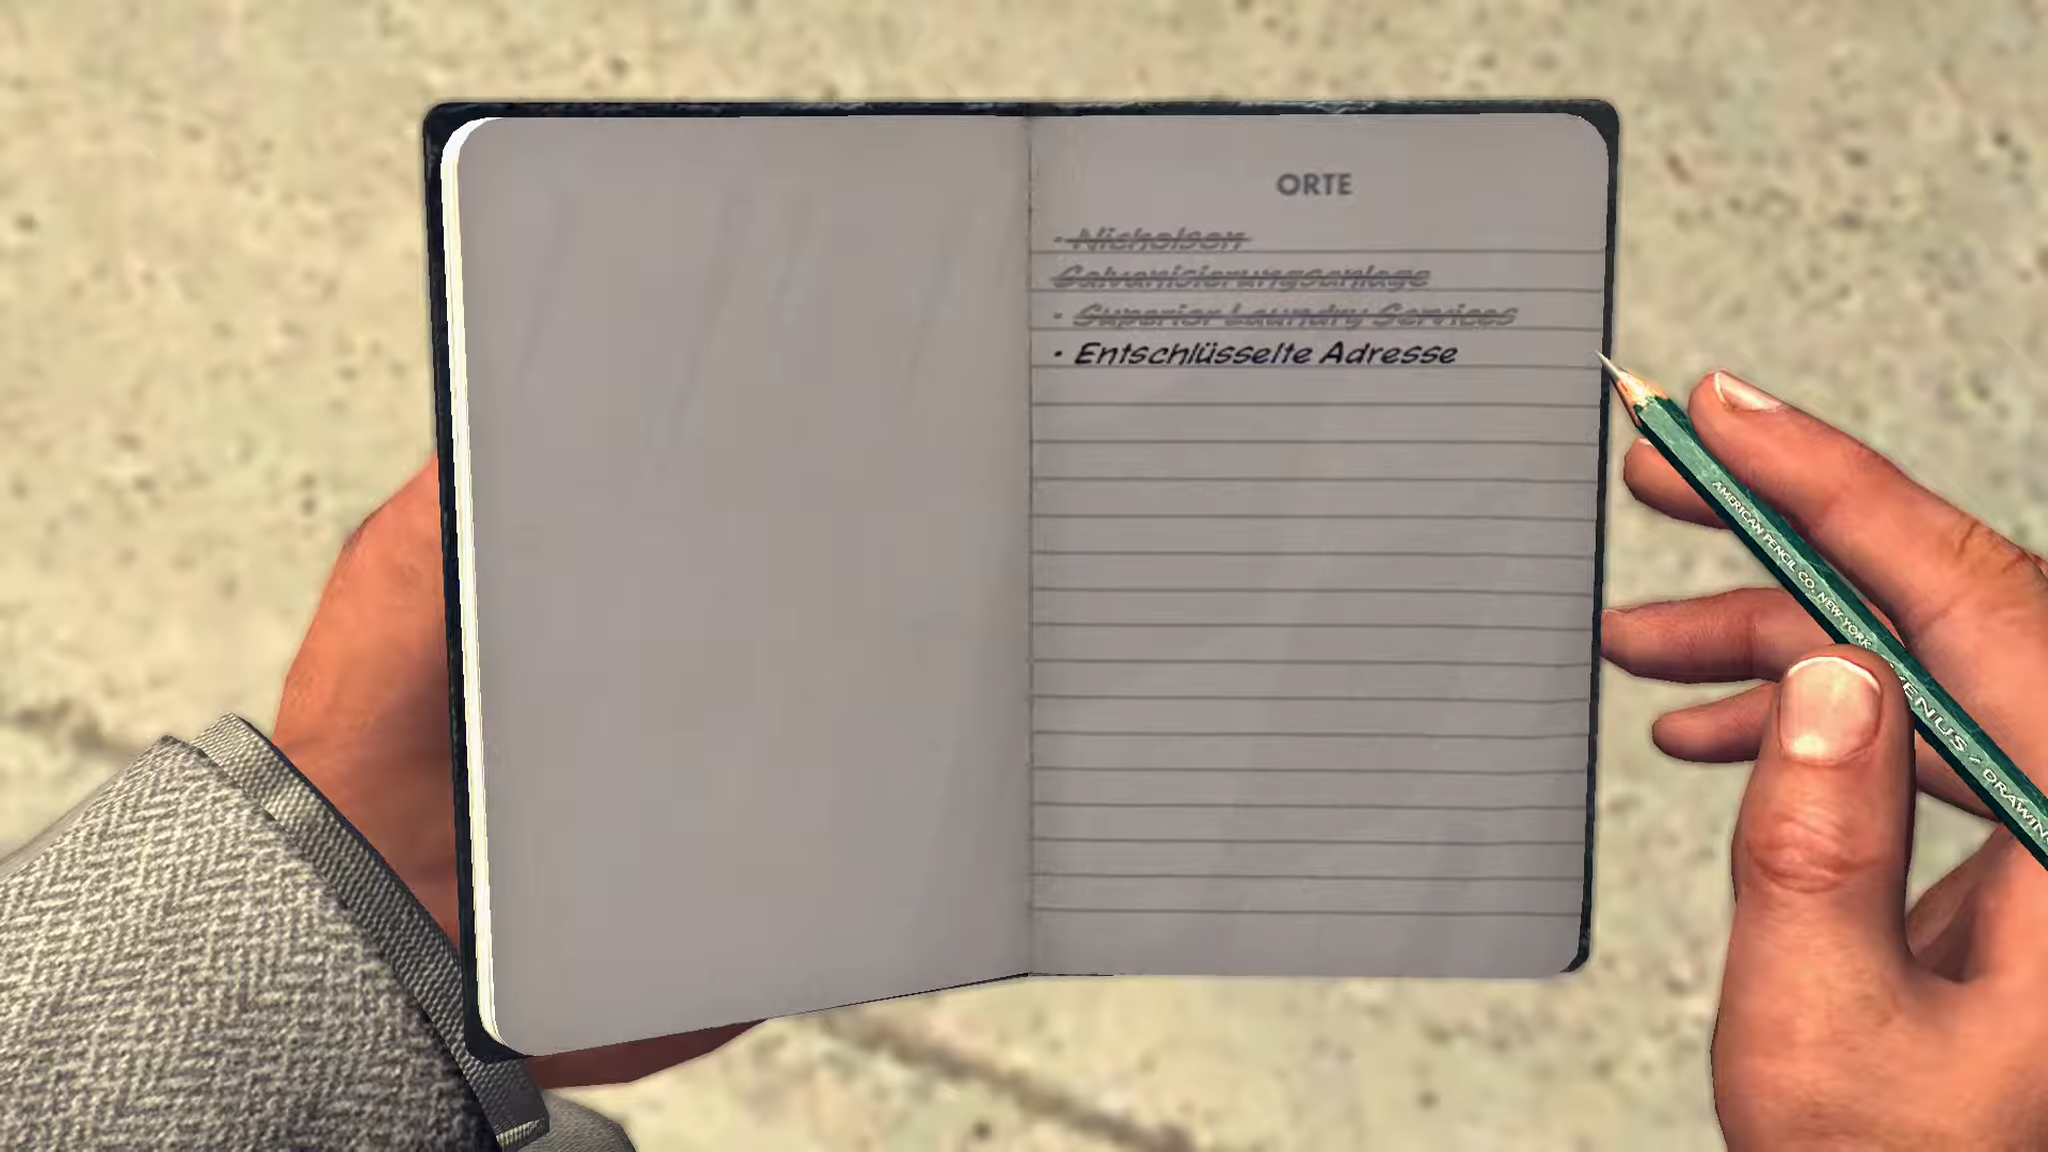 ORTE
· Nicholson
Galvanisierungsanlage
· Superior Laundry Services
· Entschlüsselte Adresse
AMERICAN PENCIL CO. NEW YORK VENUS / DRAWIN